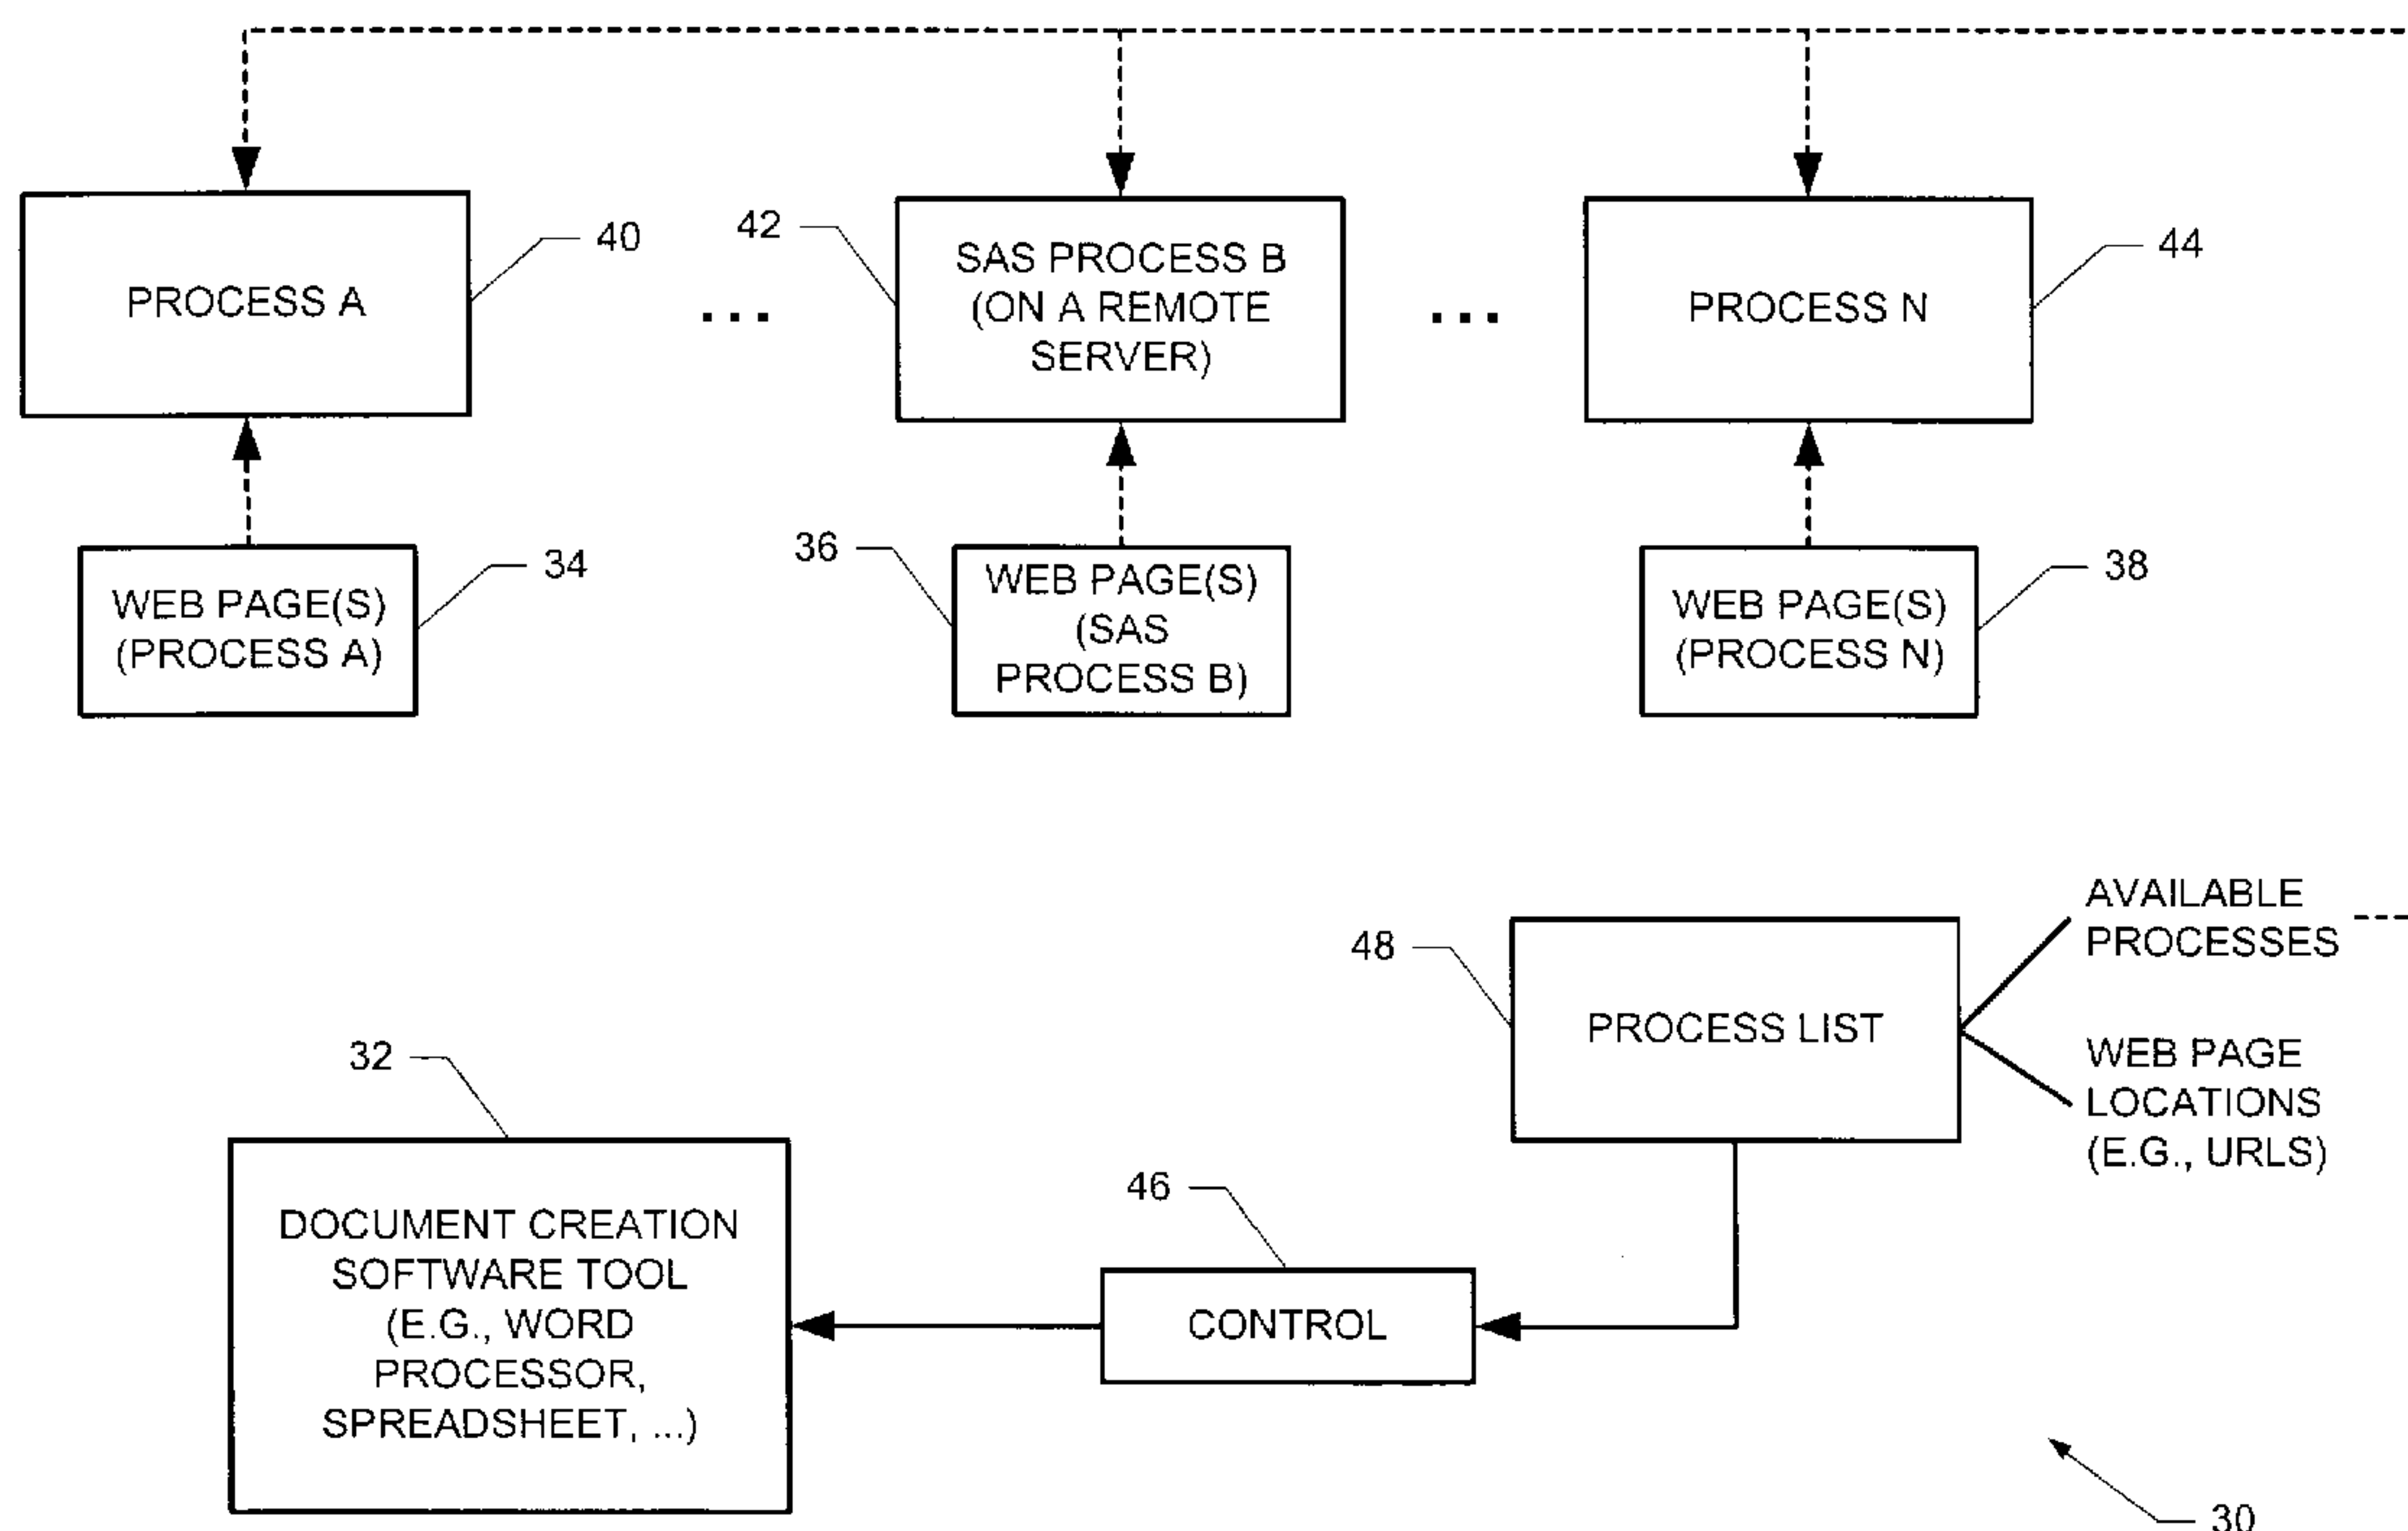 40
42
44
PROCESS A
...
SAS PROCESS B
(ON A REMOTE
SERVER)
...
PROCESS N
34
36
38
WEB PAGE(S)
(PROCESS A)
WEB PAGE(S)
(SAS
PROCESS B)
WEB PAGE(S)
(PROCESS N)
48
PROCESS LIST
AVAILABLE
PROCESSES
WEB PAGE
LOCATIONS
(E.G., URLS)
32
DOCUMENT CREATION
SOFTWARE TOOL
(E.G., WORD
PROCESSOR,
SPREADSHEET, ...)
46
CONTROL
30